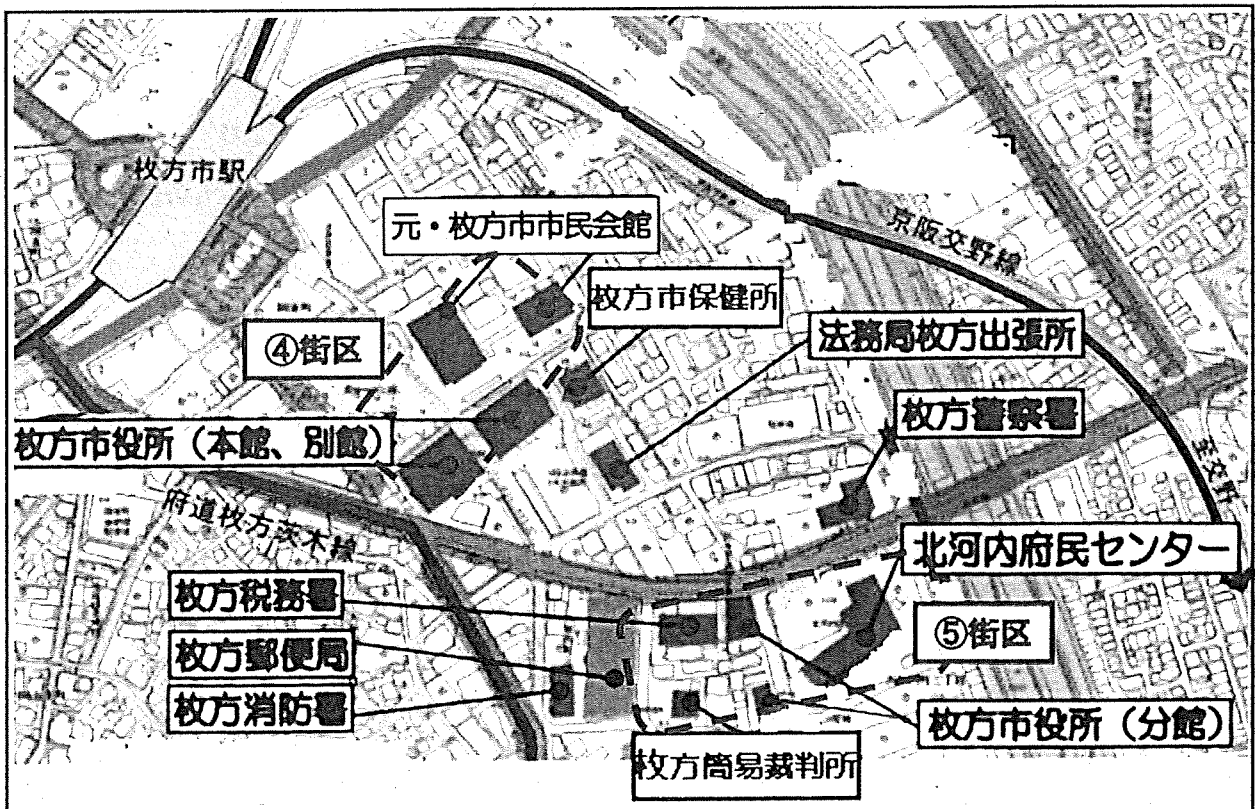 枚方市駅
元・枚方市市民会館
京阪交野線
枚方市保健所
④街区
法務局枚方出張所
枚方警察署
枚方市役所（本館、別館）
至交野
府道枚方茨木線
北河内府民センター
枚方税務署
⑤街区
枚方郵便局
枚方消防署
枚方市役所（分館）
枚方簡易裁判所